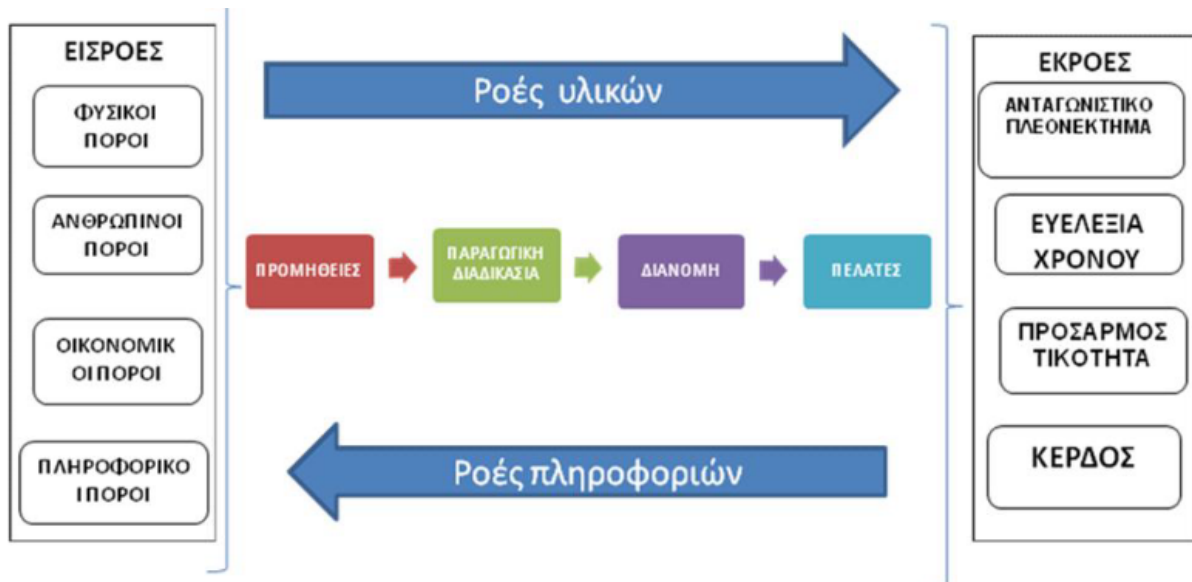 ΕΙΣΡΟΕΣ
ΦΥΣΙΚΟΙ
ΠΟΡΟΙ
ΑΝΘΡΩΠΙΝΟΙ
ΠΟΡΟΙ
ΟΙΚΟΝΟΜΙΚ
ΟΙ ΠΟΡΟΙ
ΠΛΗΡΟΦΟΡΙΚΟ
Ι ΠΟΡΟΙ
Ροές υλικών
ΠΡΟΜΗΘΕΙΕΣ
ΠΑΡΑΓΩΓΙΚΗ
ΔΙΑΔΙΚΑΣΙΑ
ΔΙΑΝΟΜΗ
ΠΕΛΑΤΕΣ
Ροές πληροφοριών
ΕΚΡΟΕΣ
ΑΝΤΑΓΩΝΙΣΤΙΚΟ
ΠΛΕΟΝΕΚΤΗΜΑ
ΕΥΕΛΕΞΙΑ
ΧΡΟΝΟΥ
ΠΡΟΣΑΡΜΟΣ
ΤΙΚΟΤΗΤΑ
ΚΕΡΔΟΣ